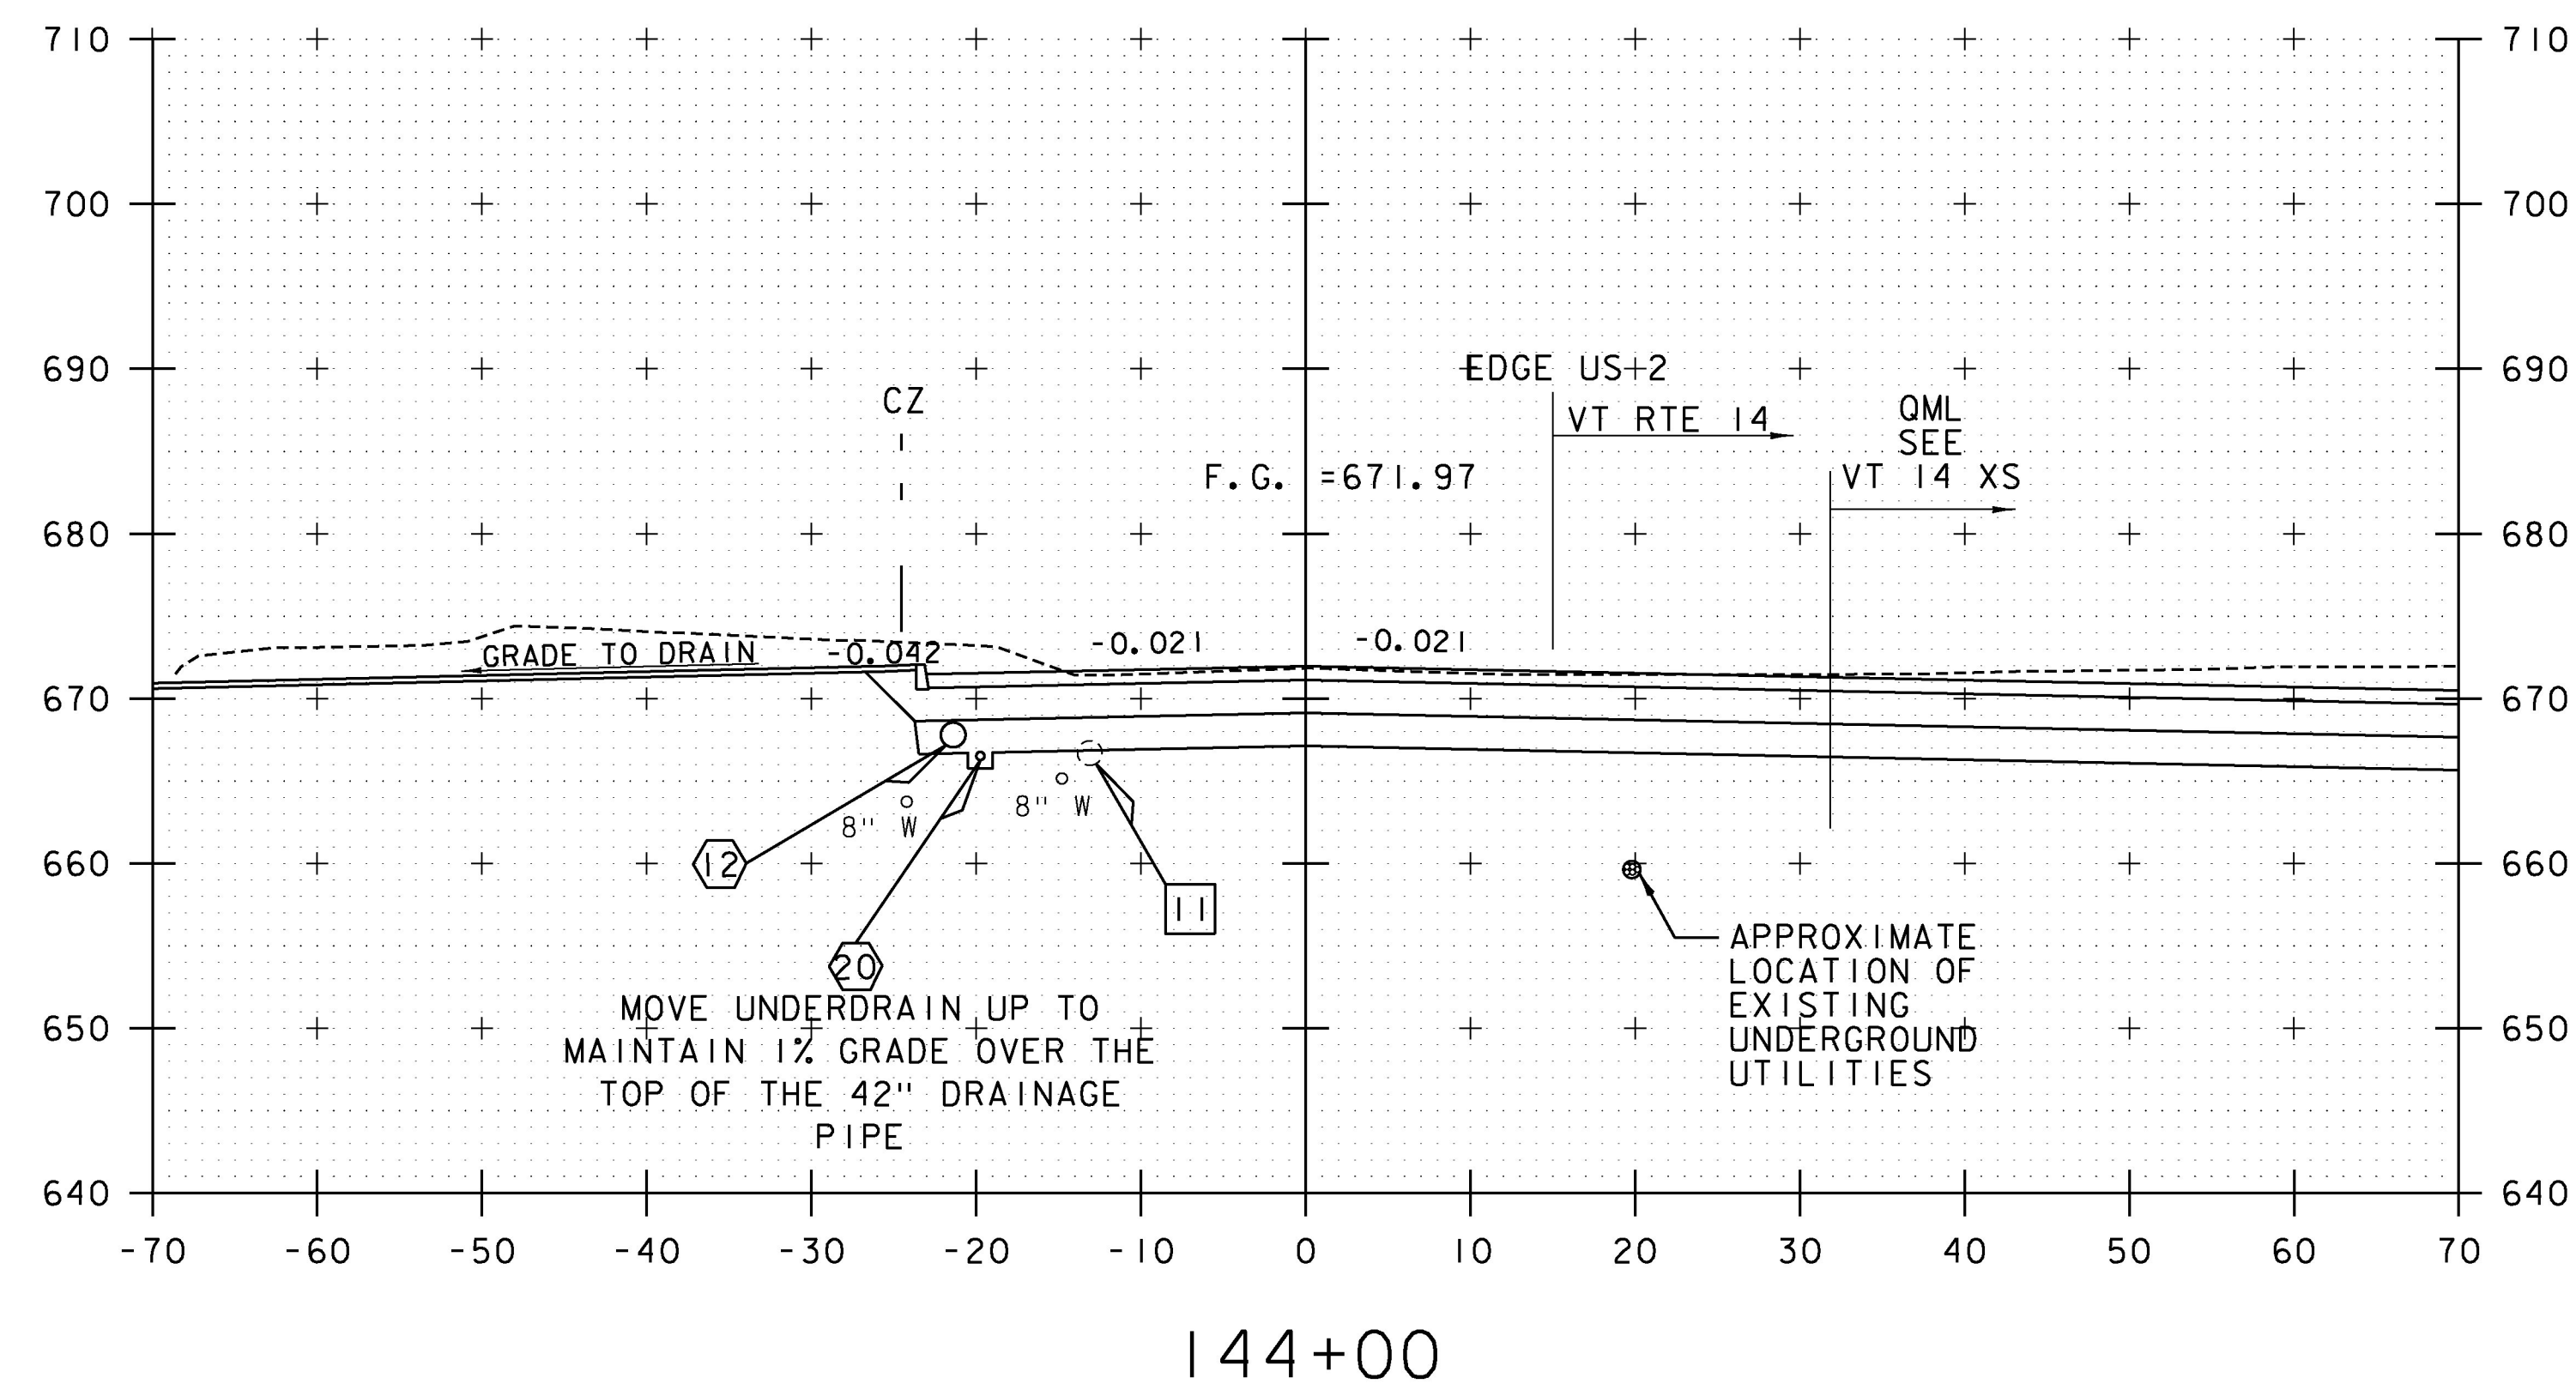 710 710
700 700
EDGE US-2
690 690
CZ
VT RTE 14
QML
SEE
VT 14 XS
F.G. =671.97
680 680
-0.021 -0.021
GRADE TO DRAIN -0.042
670 670
8" W
8" W
12
660 660
11
20
APPROXIMATE
LOCATION OF
EXISTING
UNDERGROUND
UTILITIES
MOVE UNDERDRAIN UP TO
MAINTAIN 1% GRADE OVER THE
TOP OF THE 42" DRAINAGE
PIPE
650 650
640 640
-70 -60 -50 -40 -30 -20 -10 0 10 20 30 40 50 60 70
144+00